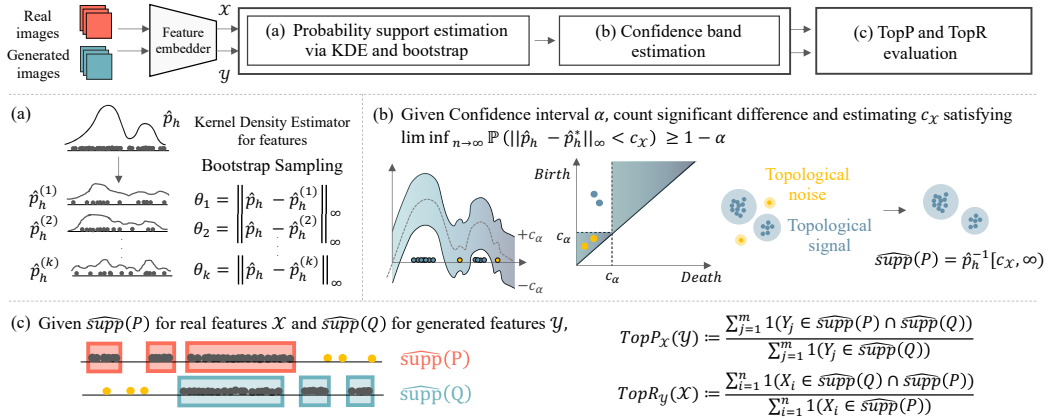 Real
images
Generated
images
Feature
embedder
𝒳
𝒴
(a) Probability support estimation
via KDE and bootstrap
(b) Confidence band
estimation
(c) TopP and TopR
evaluation
(a)
p̂_h
Kernel Density Estimator
for features
Bootstrap Sampling
p̂_h^(1) θ_1 = ‖p̂_h − p̂_h^(1)‖_∞
p̂_h^(2) θ_2 = ‖p̂_h − p̂_h^(2)‖_∞
⋮ ⋮
p̂_h^(k) θ_k = ‖p̂_h − p̂_h^(k)‖_∞
(b) Given Confidence interval α, count significant difference and estimating c_𝒳 satisfying
lim inf_{n→∞} ℙ (||p̂_h − p̂_h^*||_∞ < c_𝒳) ≥ 1 − α
+c_α
−c_α
Birth
c_α
c_α
Death
Topological
noise
Topological
signal
supp̂(P) = p̂_h^{-1}[c_𝒳, ∞)
(c) Given supp̂(P) for real features 𝒳 and supp̂(Q) for generated features 𝒴,
supp̂(P)
supp̂(Q)
TopP_𝒳(𝒴) ≔ ∑_{j=1}^m 1(Y_j ∈ supp̂(P) ∩ supp̂(Q))
∑_{j=1}^m 1(Y_j ∈ supp̂(Q))
TopR_𝒴(𝒳) ≔ ∑_{i=1}^n 1(X_i ∈ supp̂(Q) ∩ supp̂(P))
∑_{i=1}^n 1(X_i ∈ supp̂(P))